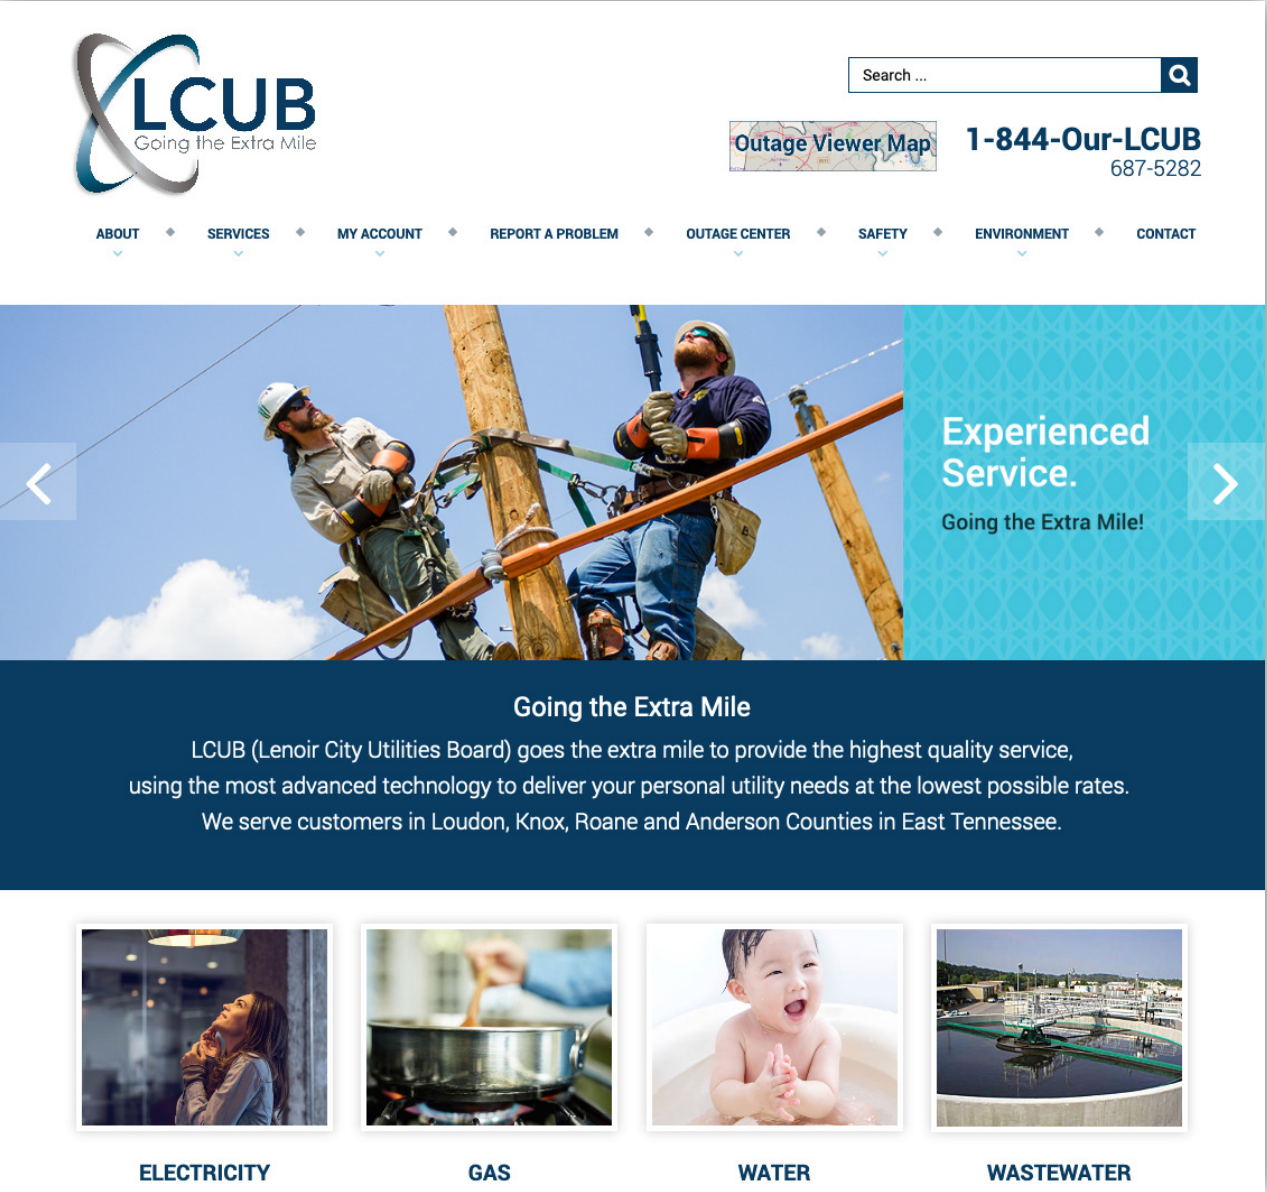 LCUB
Going the Extra Mile
Search ...
Outage Viewer Map
1-844-Our-LCUB
687-5282
ABOUT
SERVICES
MY ACCOUNT
REPORT A PROBLEM
OUTAGE CENTER
SAFETY
ENVIRONMENT
CONTACT
Experienced
Service.
Going the Extra Mile!
Going the Extra Mile
LCUB (Lenoir City Utilities Board) goes the extra mile to provide the highest quality service,
using the most advanced technology to deliver your personal utility needs at the lowest possible rates.
We serve customers in Loudon, Knox, Roane and Anderson Counties in East Tennessee.
ELECTRICITY
GAS
WATER
WASTEWATER